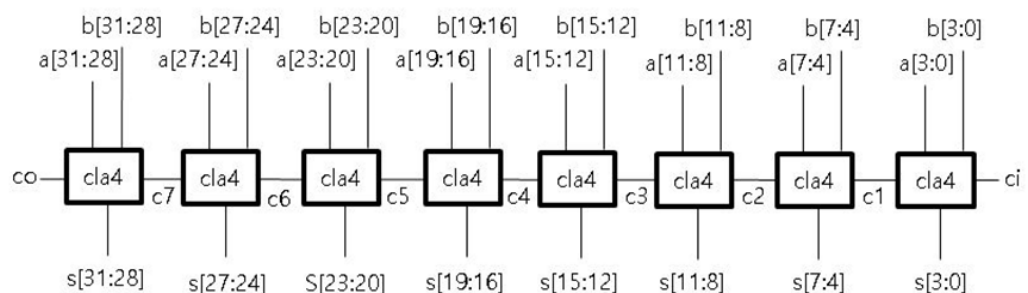 b[31:28] b[27:24] b[23:20] b[19:16] b[15:12] b[11:8] b[7:4] b[3:0]
a[31:28] a[27:24] a[23:20] a[19:16] a[15:12] a[11:8] a[7:4] a[3:0]
co cla4 cla4 cla4 cla4 cla4 cla4 cla4 cla4 ci
c7 c6 c5 c4 c3 c2 c1
s[31:28] s[27:24] S[23:20] s[19:16] s[15:12] s[11:8] s[7:4] s[3:0]